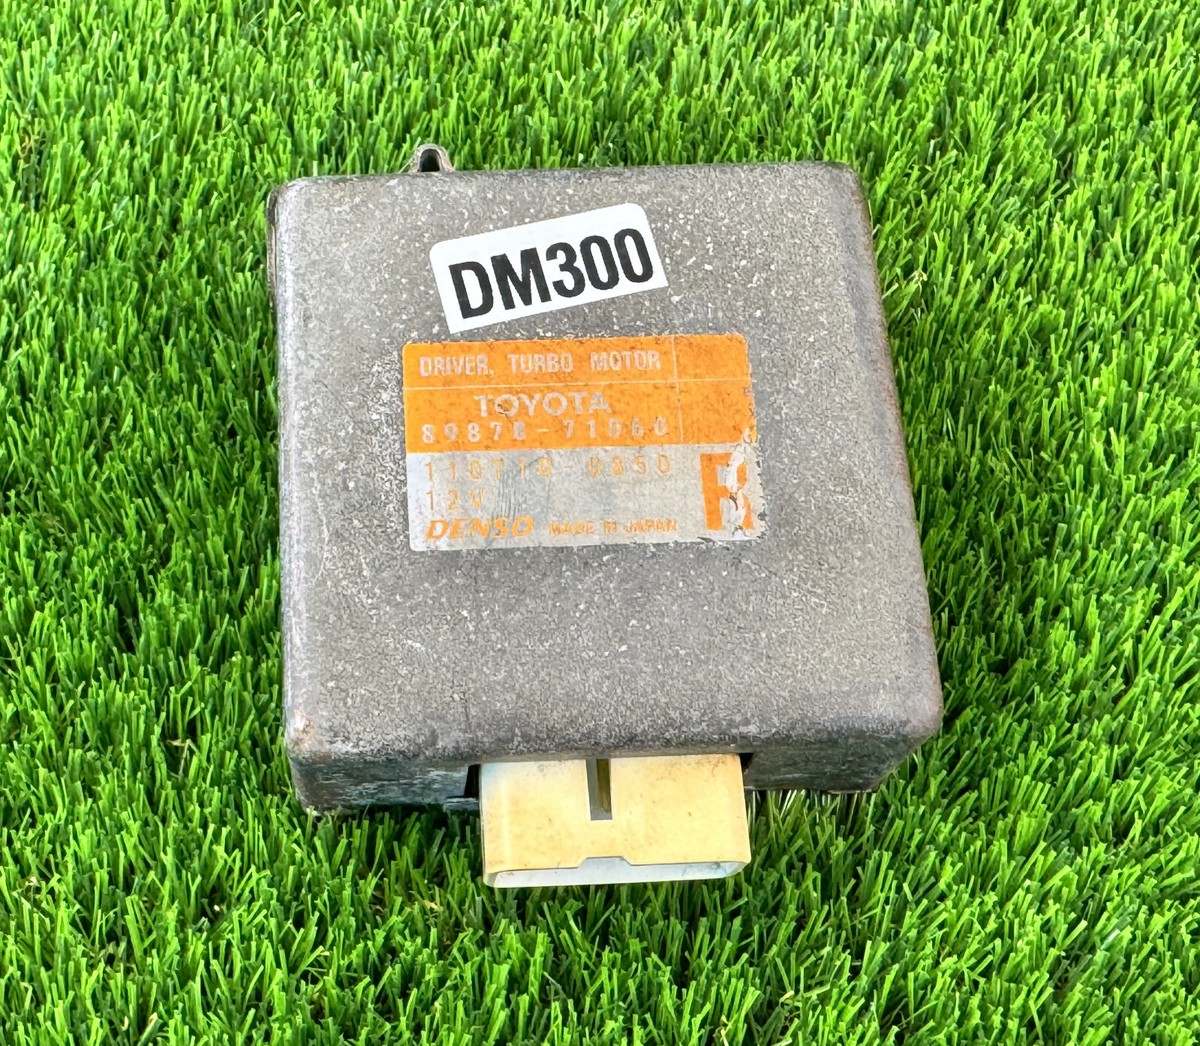 DM300
DRIVER, TURBO MOTOR
TOYOTA
89878-71060
12V
R
DENSO MADE IN JAPAN